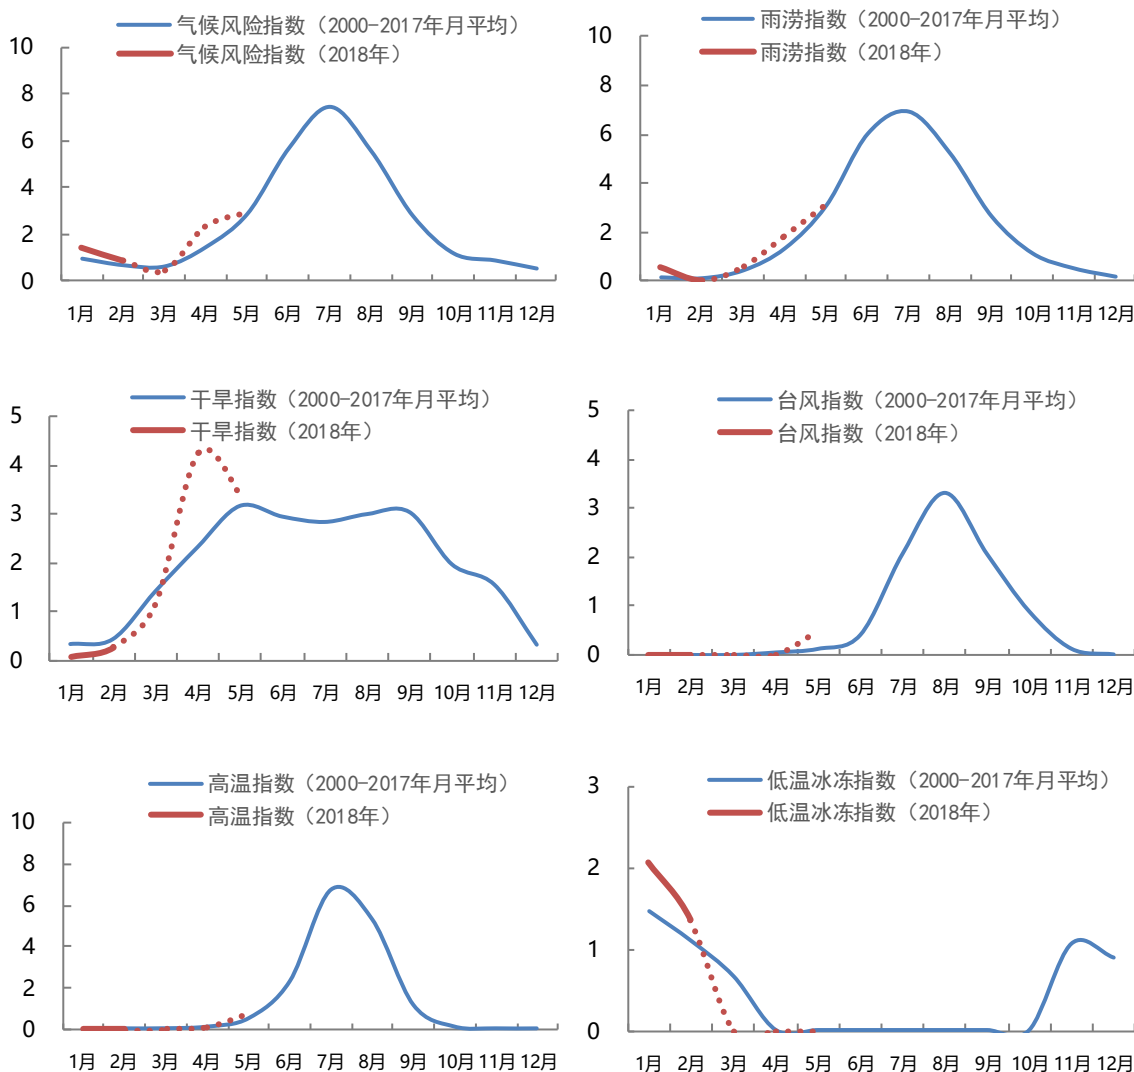 气候风险指数（2000-2017年月平均）
气候风险指数（2018年）
10
8
6
4
2
0
1月 2月 3月 4月 5月 6月 7月 8月 9月 10月 11月 12月
雨涝指数（2000-2017年月平均）
雨涝指数（2018年）
10
8
6
4
2
0
1月 2月 3月 4月 5月 6月 7月 8月 9月 10月 11月 12月
干旱指数（2000-2017年月平均）
干旱指数（2018年）
5
4
3
2
1
0
1月 2月 3月 4月 5月 6月 7月 8月 9月 10月 11月 12月
台风指数（2000-2017年月平均）
台风指数（2018年）
5
4
3
2
1
0
1月 2月 3月 4月 5月 6月 7月 8月 9月 10月 11月 12月
高温指数（2000-2017年月平均）
高温指数（2018年）
10
8
6
4
2
0
1月 2月 3月 4月 5月 6月 7月 8月 9月 10月 11月 12月
低温冰冻指数（2000-2017年月平均）
低温冰冻指数（2018年）
3
2
1
0
1月 2月 3月 4月 5月 6月 7月 8月 9月 10月 11月 12月